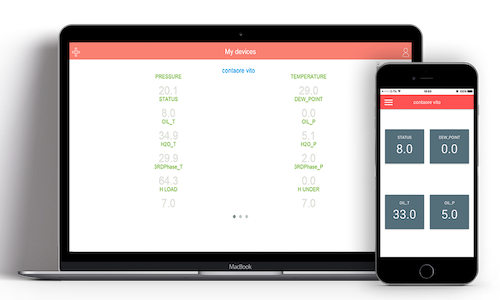 My devices
contaore vito
PRESSURE TEMPERATURE
20.1 29.0
STATUS DEW_POINT
8.0 0.0
OIL_T OIL_P
34.9 5.1
H2O_T H2O_P
29.9 2.0
3RDPhase_T 3RDPhase_P
64.3 0.0
H LOAD H UNDER
7.0 7.0
MacBook
contaore vito
STATUS DEW_POINT
8.0 0.0
OIL_T OIL_P
33.0 5.0